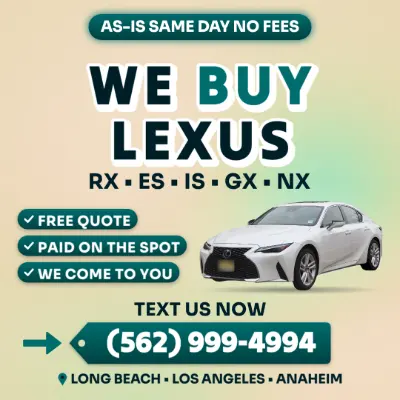 AS-IS SAME DAY NO FEES
WE BUY
LEXUS
RX ▪ ES ▪ IS ▪ GX ▪ NX
✓ FREE QUOTE
✓ PAID ON THE SPOT
✓ WE COME TO YOU
TEXT US NOW
(562) 999-4994
LONG BEACH ▪ LOS ANGELES ▪ ANAHEIM